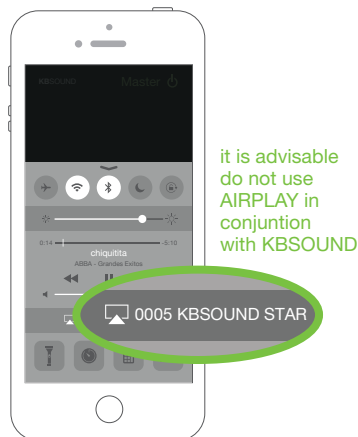 KBSOUND Master
it is advisable
do not use
AIRPLAY in
conjuntion
with KBSOUND
0:14 -5:10
chiquitita
ABBA - Grandes Exitos
0005 KBSOUND STAR